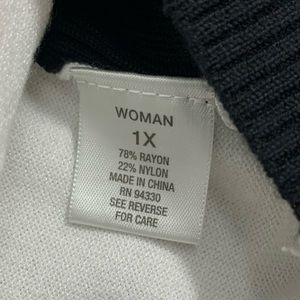 WOMAN
1X
78% RAYON
22% NYLON
MADE IN CHINA
RN 94330
SEE REVERSE
FOR CARE